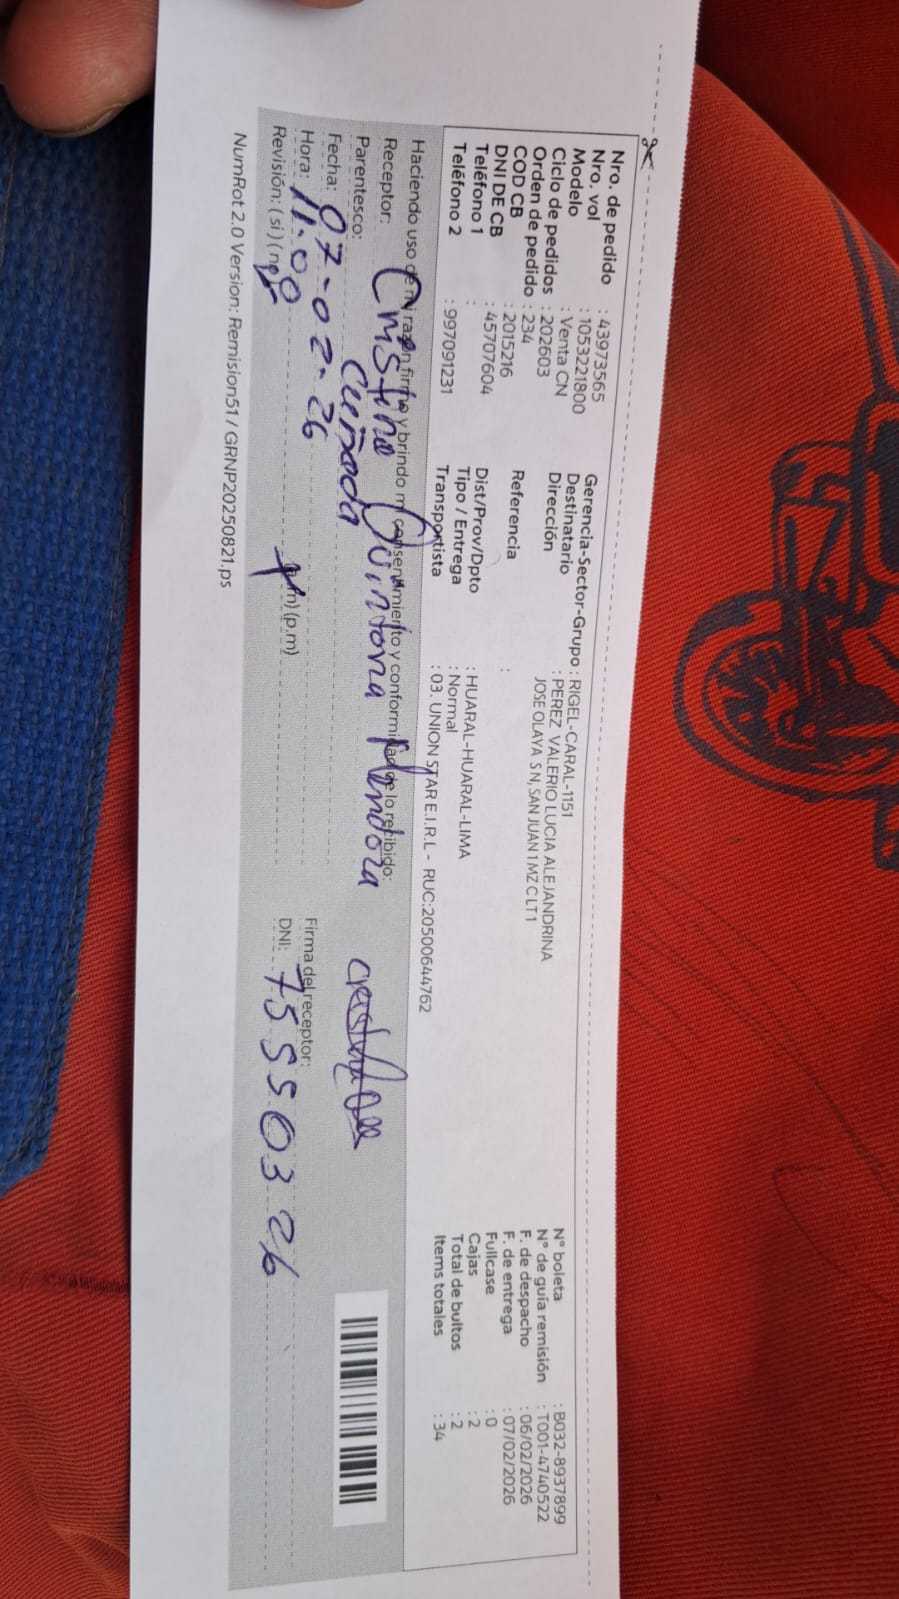 Nro. de pedido : 43973565
Nro. vol : 1053221800
Modelo : Venta CN
Ciclo de pedidos : 202603
Orden de pedido : 234
COD CB : 2015216
DNI DE CB : 45707604
Teléfono 1 :
Teléfono 2 : 997091231
Gerencia-Sector-Grupo : RIGEL-CARAL-1151
Destinatario : PEREZ VALERIO LUCIA ALEJANDRINA
Dirección JOSE OLAYA S N, SAN JUAN 1 MZ C LT 1
Referencia :
Dist/Prov/Dpto : HUARAL-HUARAL-LIMA
Tipo / Entrega : Normal
Transportista : 03. UNION STAR E.I.R.L - RUC:20500644762
N° boleta : B032-8937899
N° de guía remisión : T001-4740522
F. de despacho : 06/02/2026
F. de entrega : 07/02/2026
Fullcase : 0
Cajas : 2
Total de bultos : 2
Items totales : 34
Haciendo uso de mi razón firmo y brindo mi consentimiento y conformidad de lo recibido:
Receptor: Cristina Quintana
Parentesco: Cuñada
Fecha: 07-02-26
Hora: 11:00 (a.m) (p.m)
Revisión: (si) (no)
Firma del receptor:
DNI: 75550326
NumRot 2.0 Version: Remision51 / GRNP20250821.ps